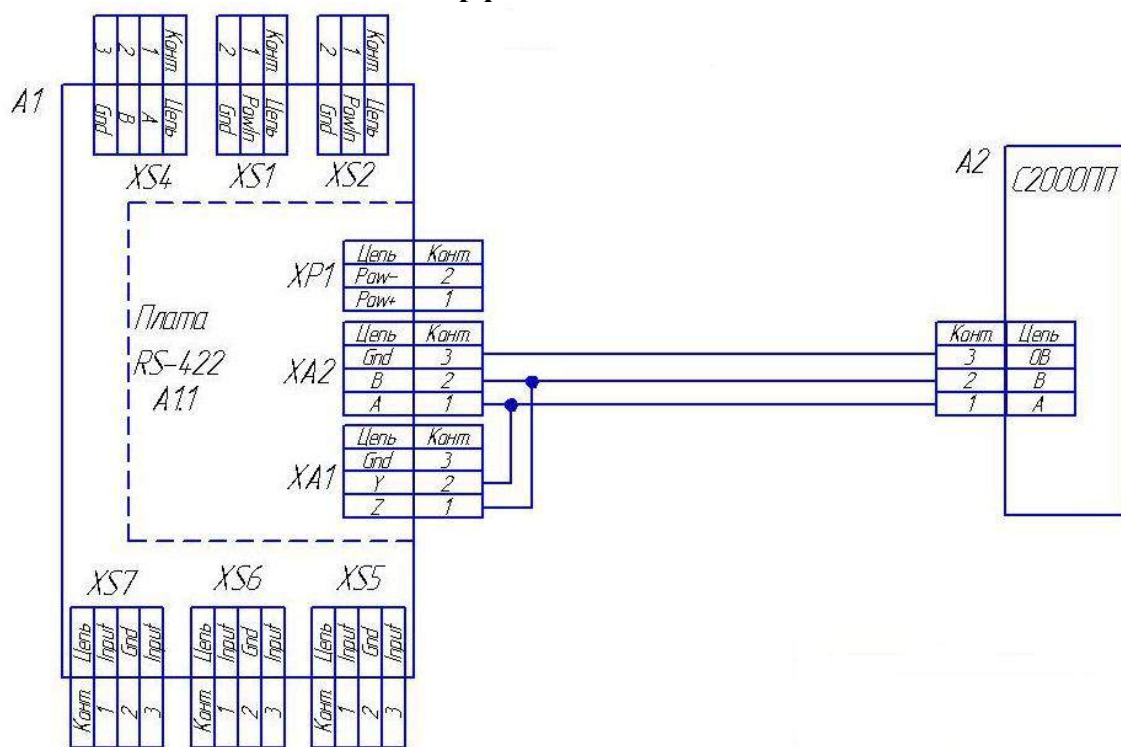 A1
Конт. Цепь
1 A
2 B
3 Gnd
XS4
Конт. Цепь
1 PowIn
2 Gnd
XS1
Конт. Цепь
1 PowIn
2 Gnd
XS2
Плата
RS-422
A1.1
XP1
Цепь Конт.
Pow- 2
Pow+ 1
XA2
Цепь Конт.
Gnd 3
B 2
A 1
XA1
Цепь Конт.
Gnd 3
Y 2
Z 1
A2
С2000ПП
Конт. Цепь
3 0В
2 B
1 A
XS7
Цепь Конт.
Input 1
Gnd 2
Input 3
XS6
Цепь Конт.
Input 1
Gnd 2
Input 3
XS5
Цепь Конт.
Input 1
Gnd 2
Input 3